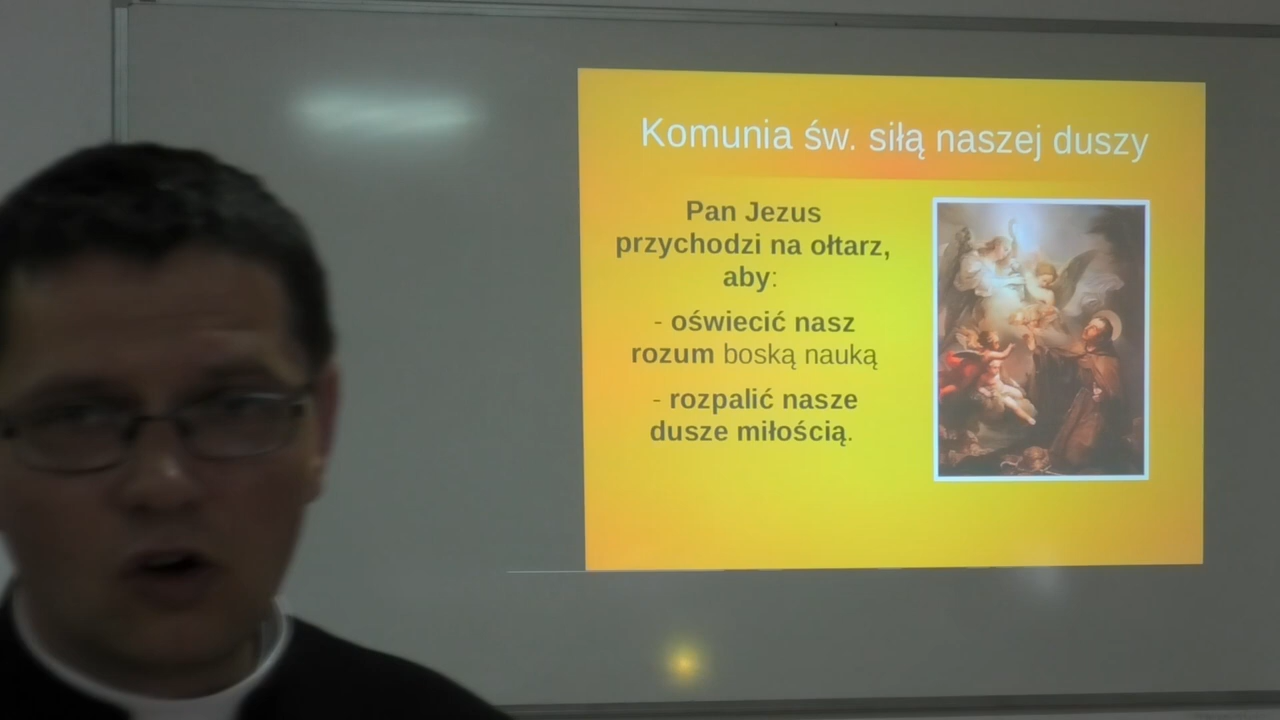 Komunia św. siłą naszej duszy
Pan Jezus
przychodzi na ołtarz,
aby:
- oświecić nasz
rozum boską nauką
- rozpalić nasze
dusze miłością.